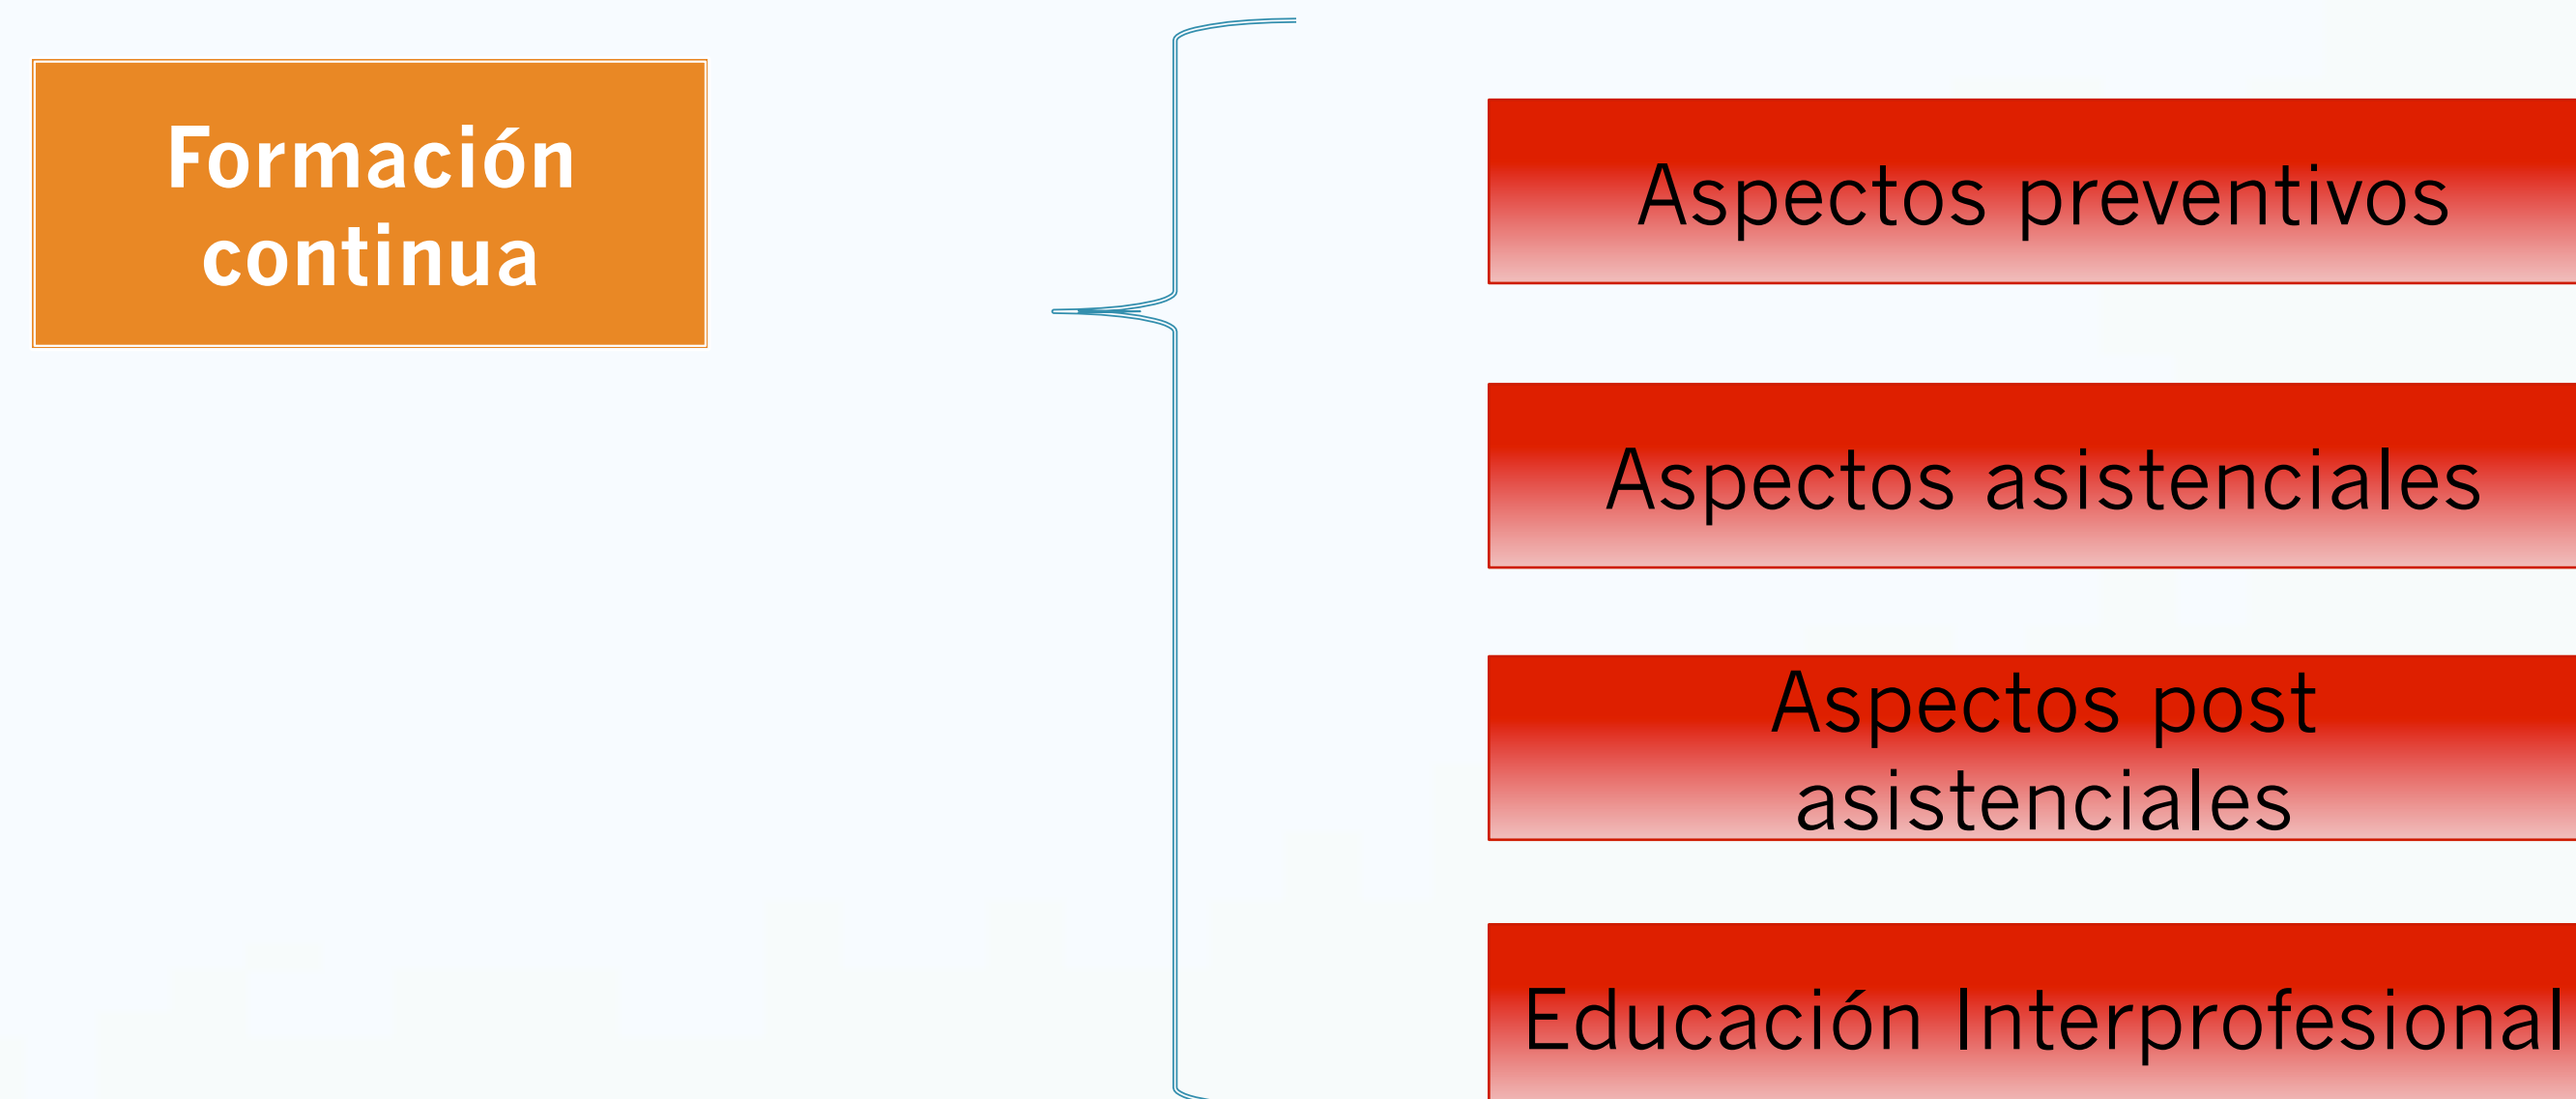 Formación
continua
Aspectos preventivos
Aspectos asistenciales
Aspectos post
asistenciales
Educación Interprofesional